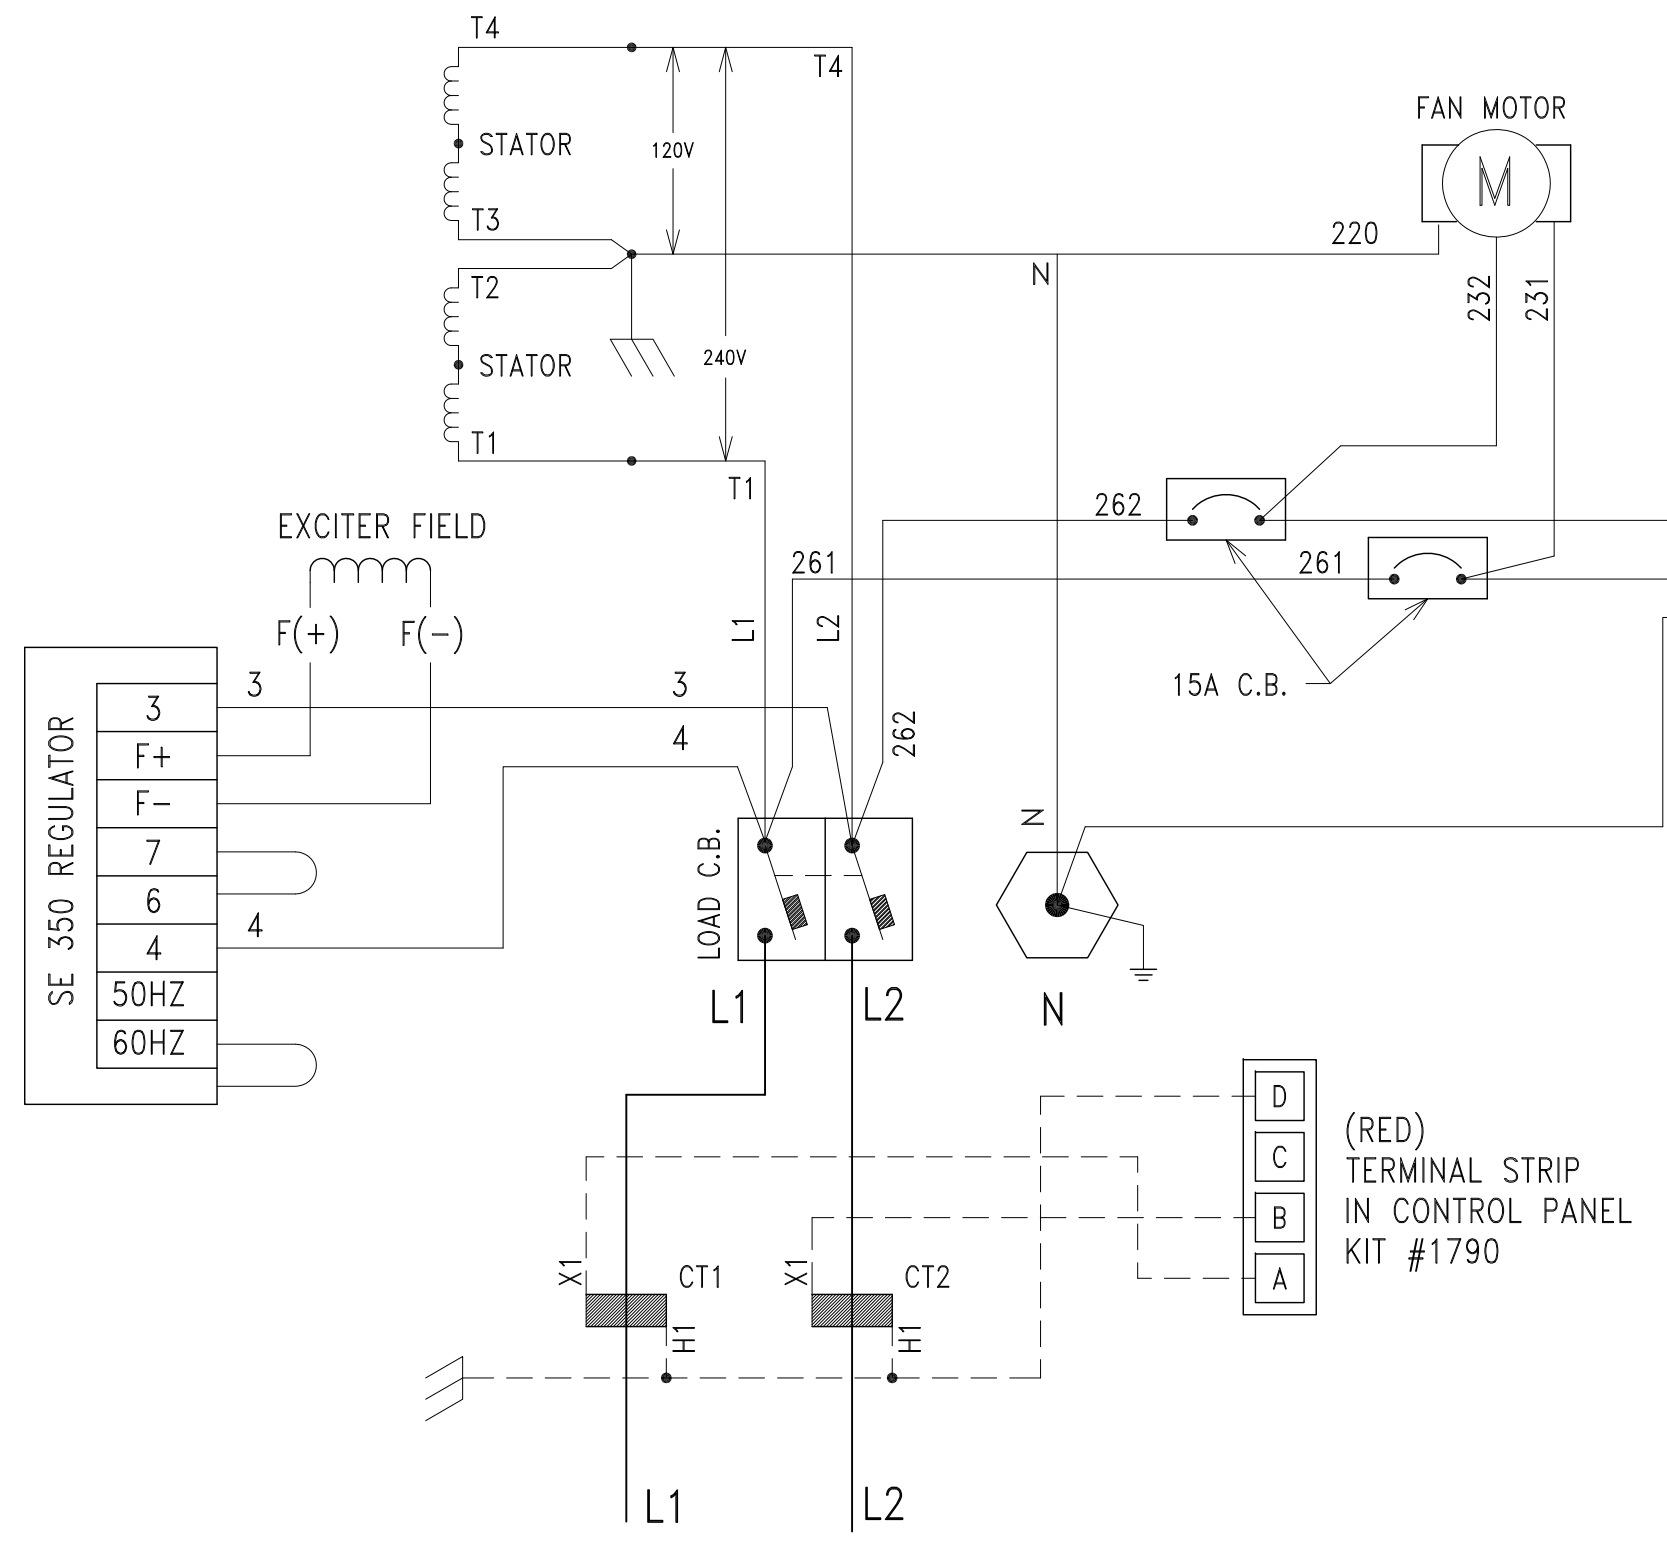 T4
T4
FAN MOTOR
STATOR
120V
M
T3
220
N
T2
232
231
STATOR
240V
T1
T1
262
EXCITER FIELD
261
261
L1
L2
F(+)
F(-)
15A C.B.
3
3
262
4
SE 350 REGULATOR
3
F+
F-
7
6
4
50HZ
60HZ
4
N
LOAD C.B.
L1
L2
N
D
C
B
A
(RED)
TERMINAL STRIP
IN CONTROL PANEL
KIT #1790
X1
CT1
H1
X1
CT2
H1
L1
L2